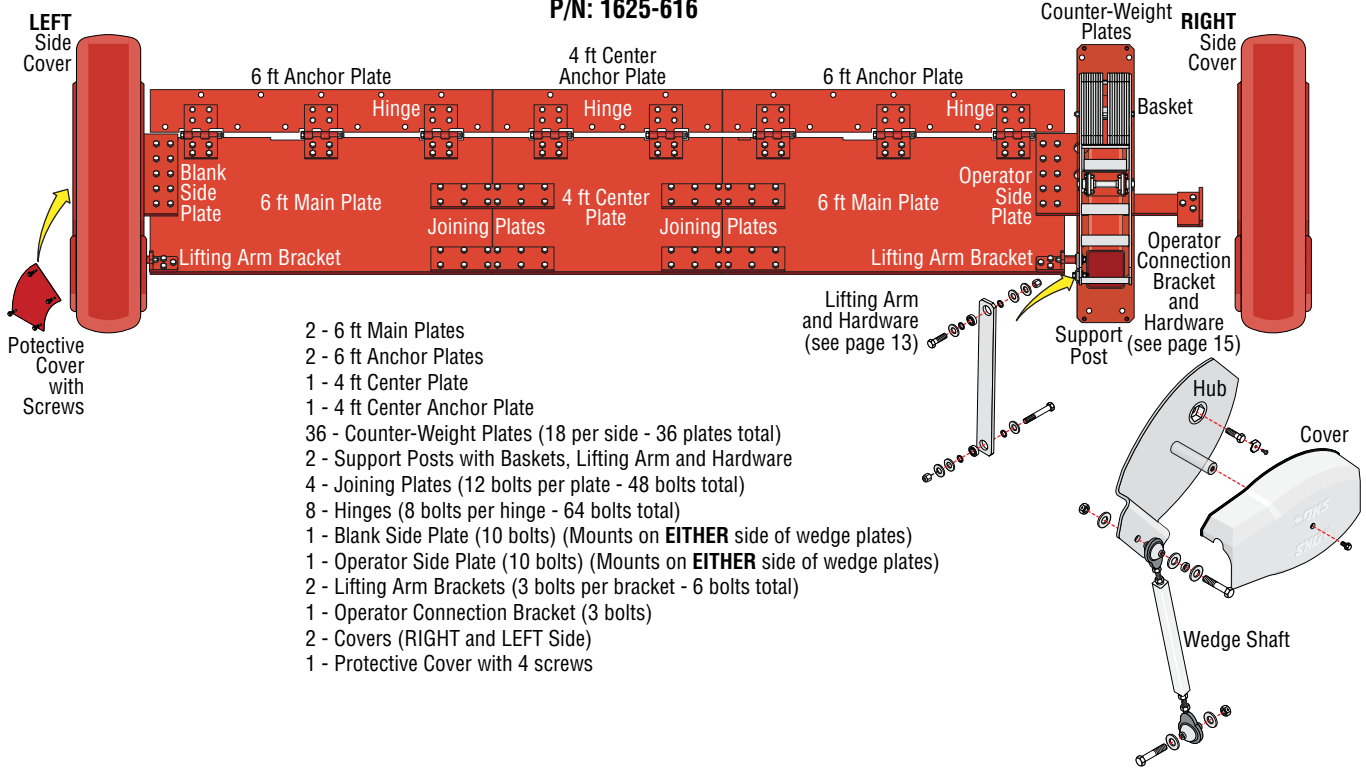 P/N: 1625-616
LEFT
Side
Cover
6 ft Anchor Plate
4 ft Center
Anchor Plate
6 ft Anchor Plate
Counter-Weight
Plates
RIGHT
Side
Cover
Hinge
Hinge
Hinge
Basket
Blank
Side
Plate
6 ft Main Plate
Joining Plates
4 ft Center
Plate
Joining Plates
6 ft Main Plate
Operator
Side
Plate
Lifting Arm Bracket
Lifting Arm Bracket
Operator
Connection
Bracket
and
Hardware
(see page 15)
Potective
Cover
with
Screws
Lifting Arm
and Hardware
(see page 13)
Support
Post
2 - 6 ft Main Plates
2 - 6 ft Anchor Plates
1 - 4 ft Center Plate
1 - 4 ft Center Anchor Plate
36 - Counter-Weight Plates (18 per side - 36 plates total)
2 - Support Posts with Baskets, Lifting Arm and Hardware
4 - Joining Plates (12 bolts per plate - 48 bolts total)
8 - Hinges (8 bolts per hinge - 64 bolts total)
1 - Blank Side Plate (10 bolts) (Mounts on EITHER side of wedge plates)
1 - Operator Side Plate (10 bolts) (Mounts on EITHER side of wedge plates)
2 - Lifting Arm Brackets (3 bolts per bracket - 6 bolts total)
1 - Operator Connection Bracket (3 bolts)
2 - Covers (RIGHT and LEFT Side)
1 - Protective Cover with 4 screws
Hub
Cover
Wedge Shaft